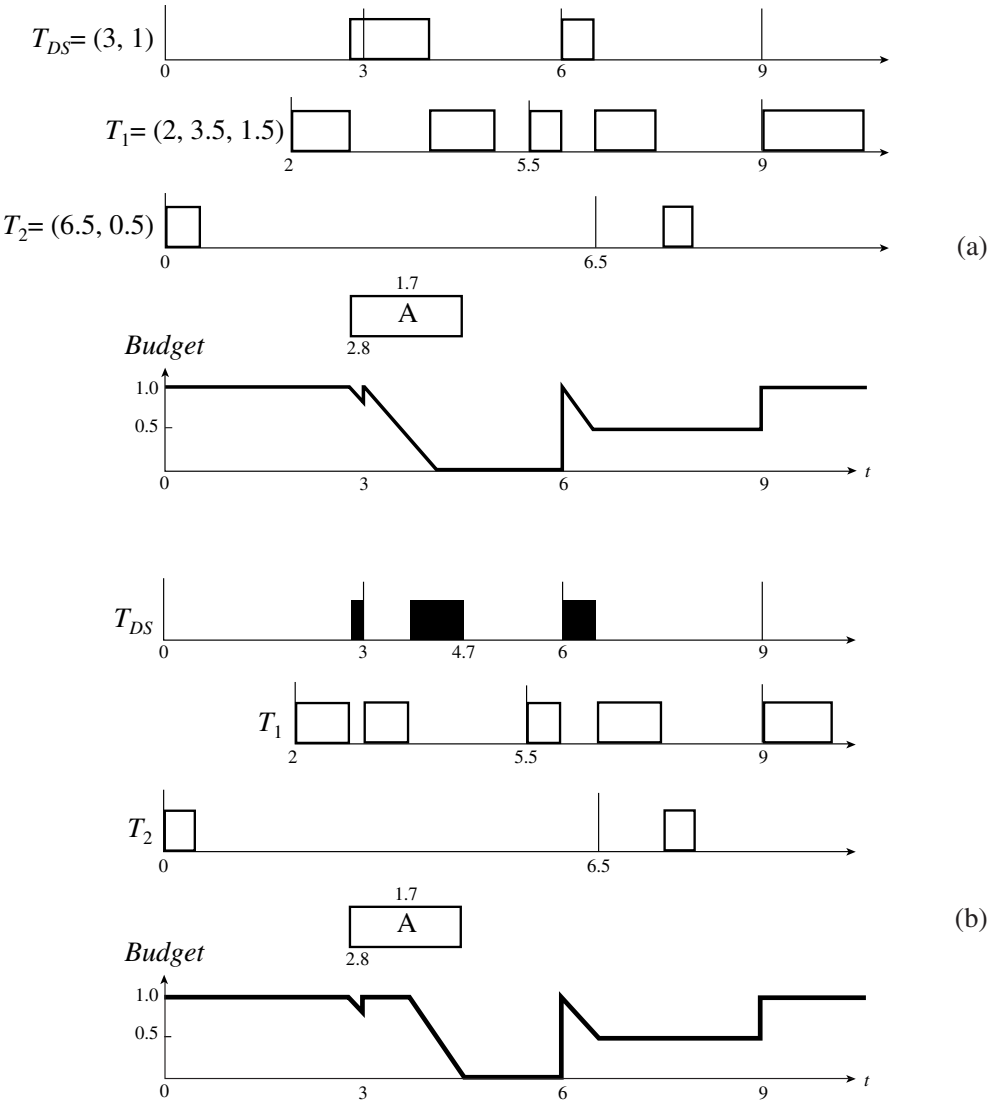 T_DS= (3, 1)
0 3 6 9
T_1= (2, 3.5, 1.5)
2 5.5 9
T_2= (6.5, 0.5)
0 6.5
(a)
1.7
A
2.8
Budget
1.0
0.5
0 3 6 9 t
T_DS
0 3 4.7 6 9
T_1
2 5.5 9
T_2
0 6.5
1.7
A
(b)
2.8
Budget
1.0
0.5
0 3 6 9 t